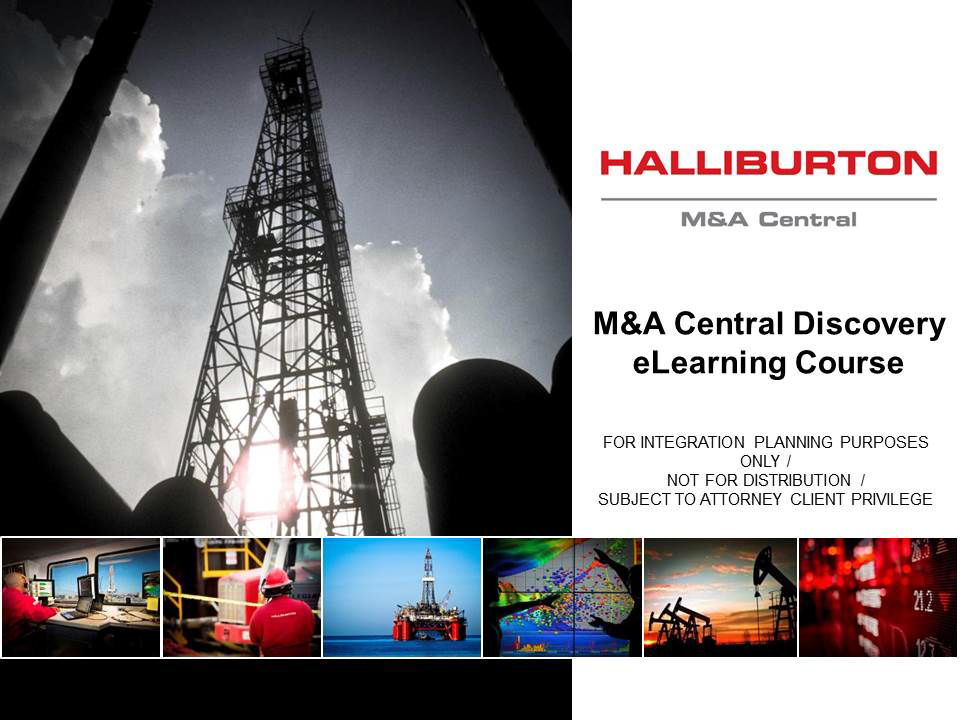 HALLIBURTON
M&A Central
M&A Central Discovery
eLearning Course
FOR INTEGRATION PLANNING PURPOSES
ONLY /
NOT FOR DISTRIBUTION /
SUBJECT TO ATTORNEY CLIENT PRIVILEGE
HALLIBURTON
21.2